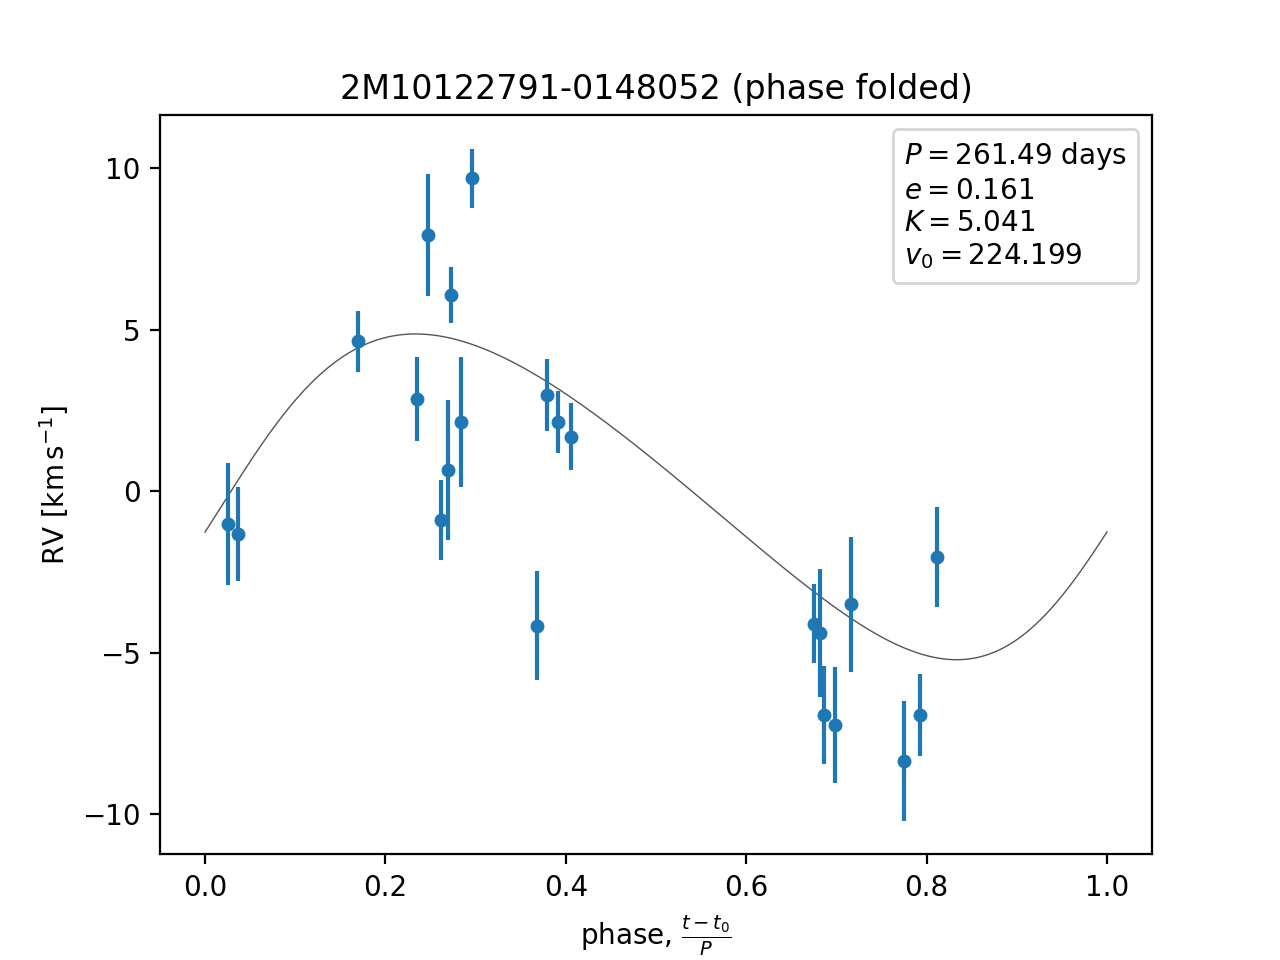 2M10122791-0148052 (phase folded)
P = 261.49 days
e = 0.161
K = 5.041
v₀ = 224.199
10
5
0
−5
−10
RV [km s⁻¹]
0.0 0.2 0.4 0.6 0.8 1.0
phase, (t − t₀)/P